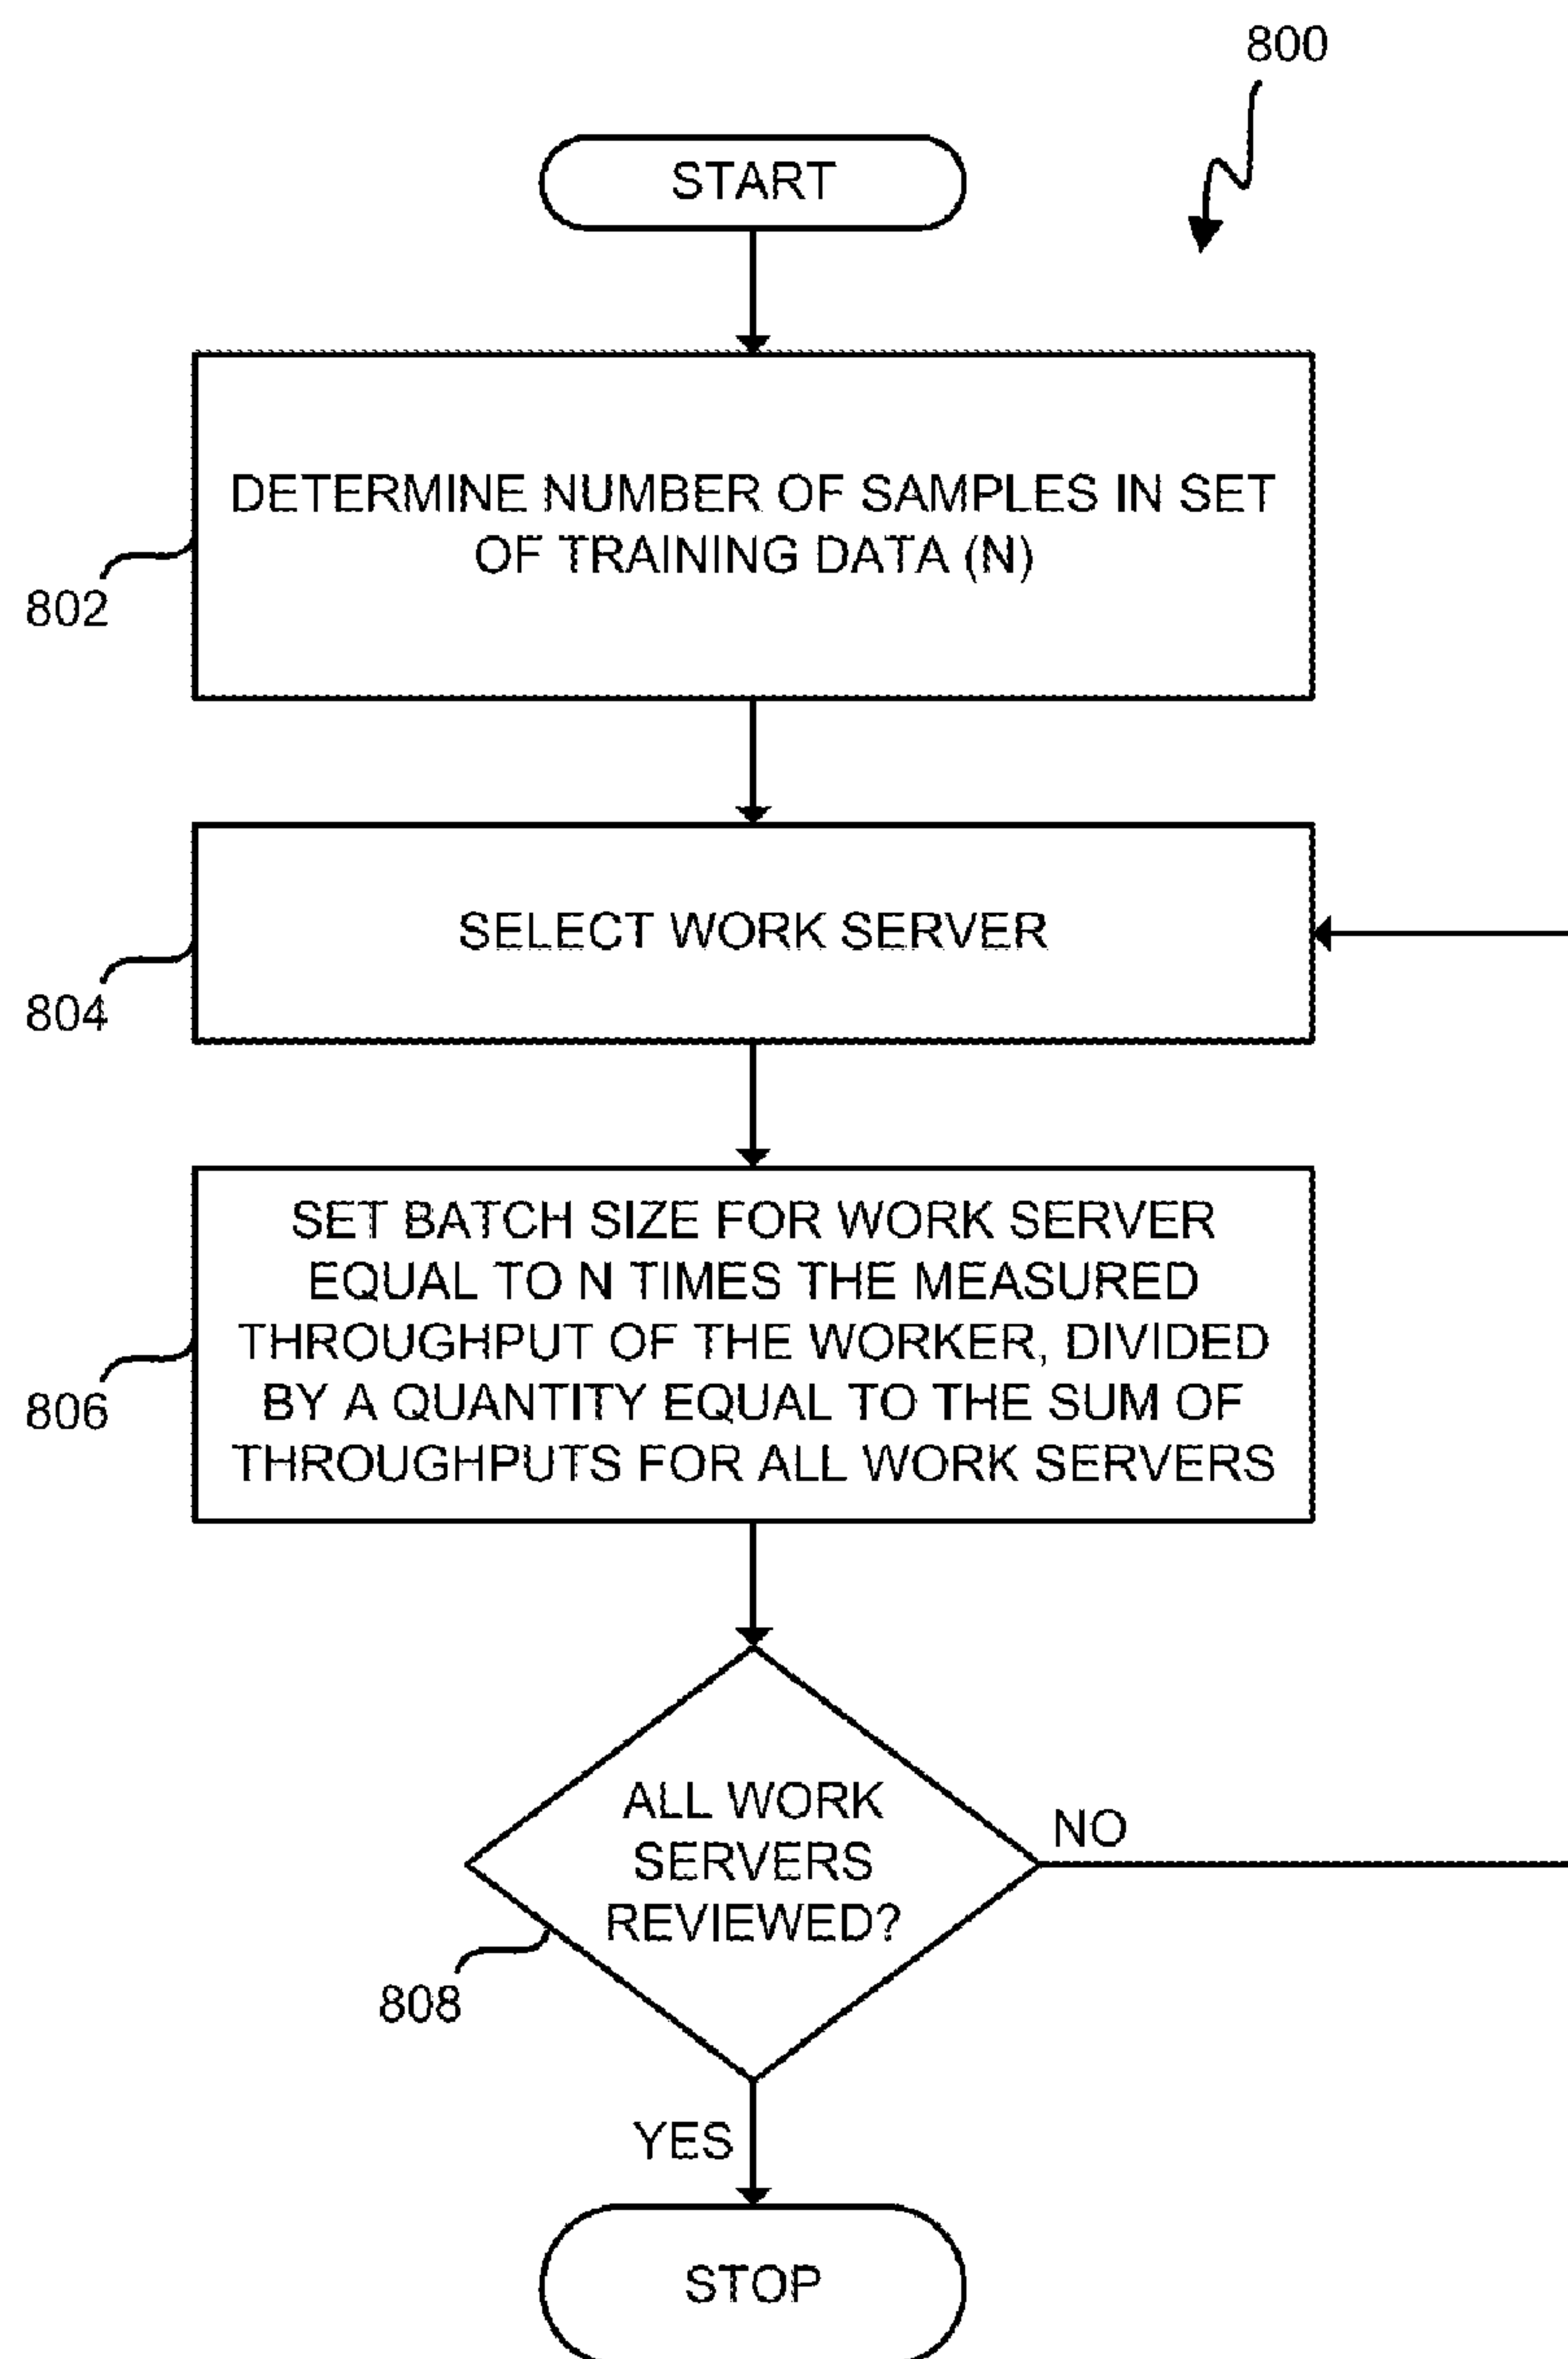 800
START
DETERMINE NUMBER OF SAMPLES IN SET
OF TRAINING DATA (N)
802
SELECT WORK SERVER
804
SET BATCH SIZE FOR WORK SERVER
EQUAL TO N TIMES THE MEASURED
THROUGHPUT OF THE WORKER, DIVIDED
BY A QUANTITY EQUAL TO THE SUM OF
THROUGHPUTS FOR ALL WORK SERVERS
806
ALL WORK
SERVERS
REVIEWED?
NO
808
YES
STOP